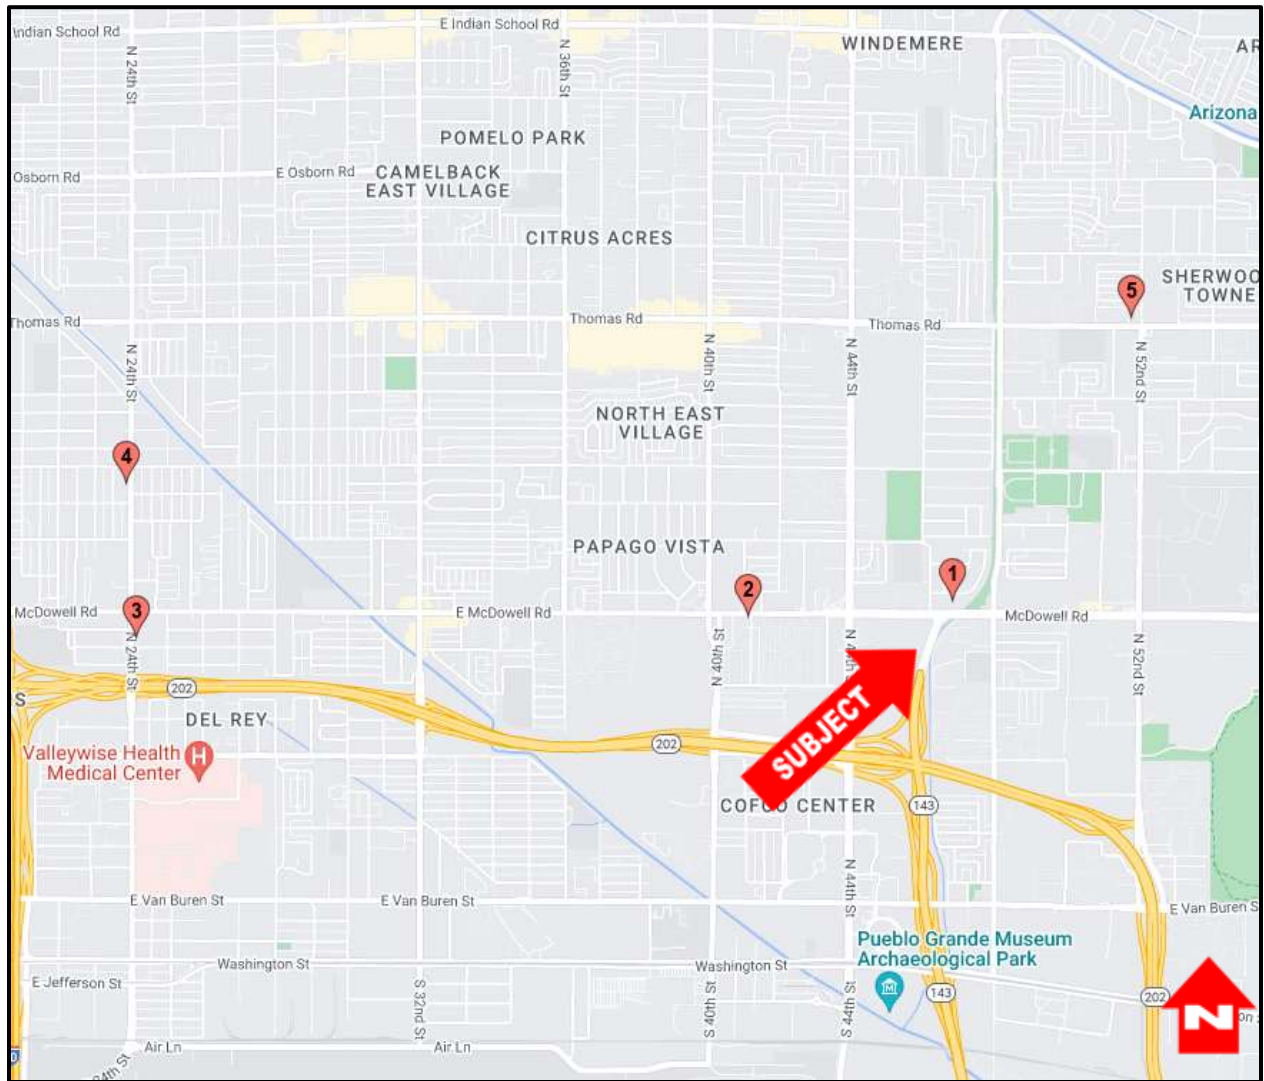 Indian School Rd
E Indian School Rd
WINDEMERE
N 24th St
N 36th St
Arizona
POMELO PARK
Osborn Rd
E Osborn Rd
CAMELBACK
EAST VILLAGE
CITRUS ACRES
SHERWOO
TOWNE
5
Thomas Rd
Thomas Rd
Thomas Rd
N 24th St
N 40th St
N 44th St
N 52nd St
NORTH EAST
VILLAGE
4
PAPAGO VISTA
1
2
3
McDowell Rd
E McDowell Rd
McDowell Rd
N 24th St
N 40th St
N 52nd St
SUBJECT
202
S
DEL REY
202
Valleywise Health
Medical Center
H
COFCO CENTER
143
N 44th St
E Van Buren St
E Van Buren St
E Van Buren S
Pueblo Grande Museum
Archaeological Park
Washington St
Washington St
E Jefferson St
S 32nd St
S 40th St
S 44th St
143
202
N
Air Ln
Air Ln